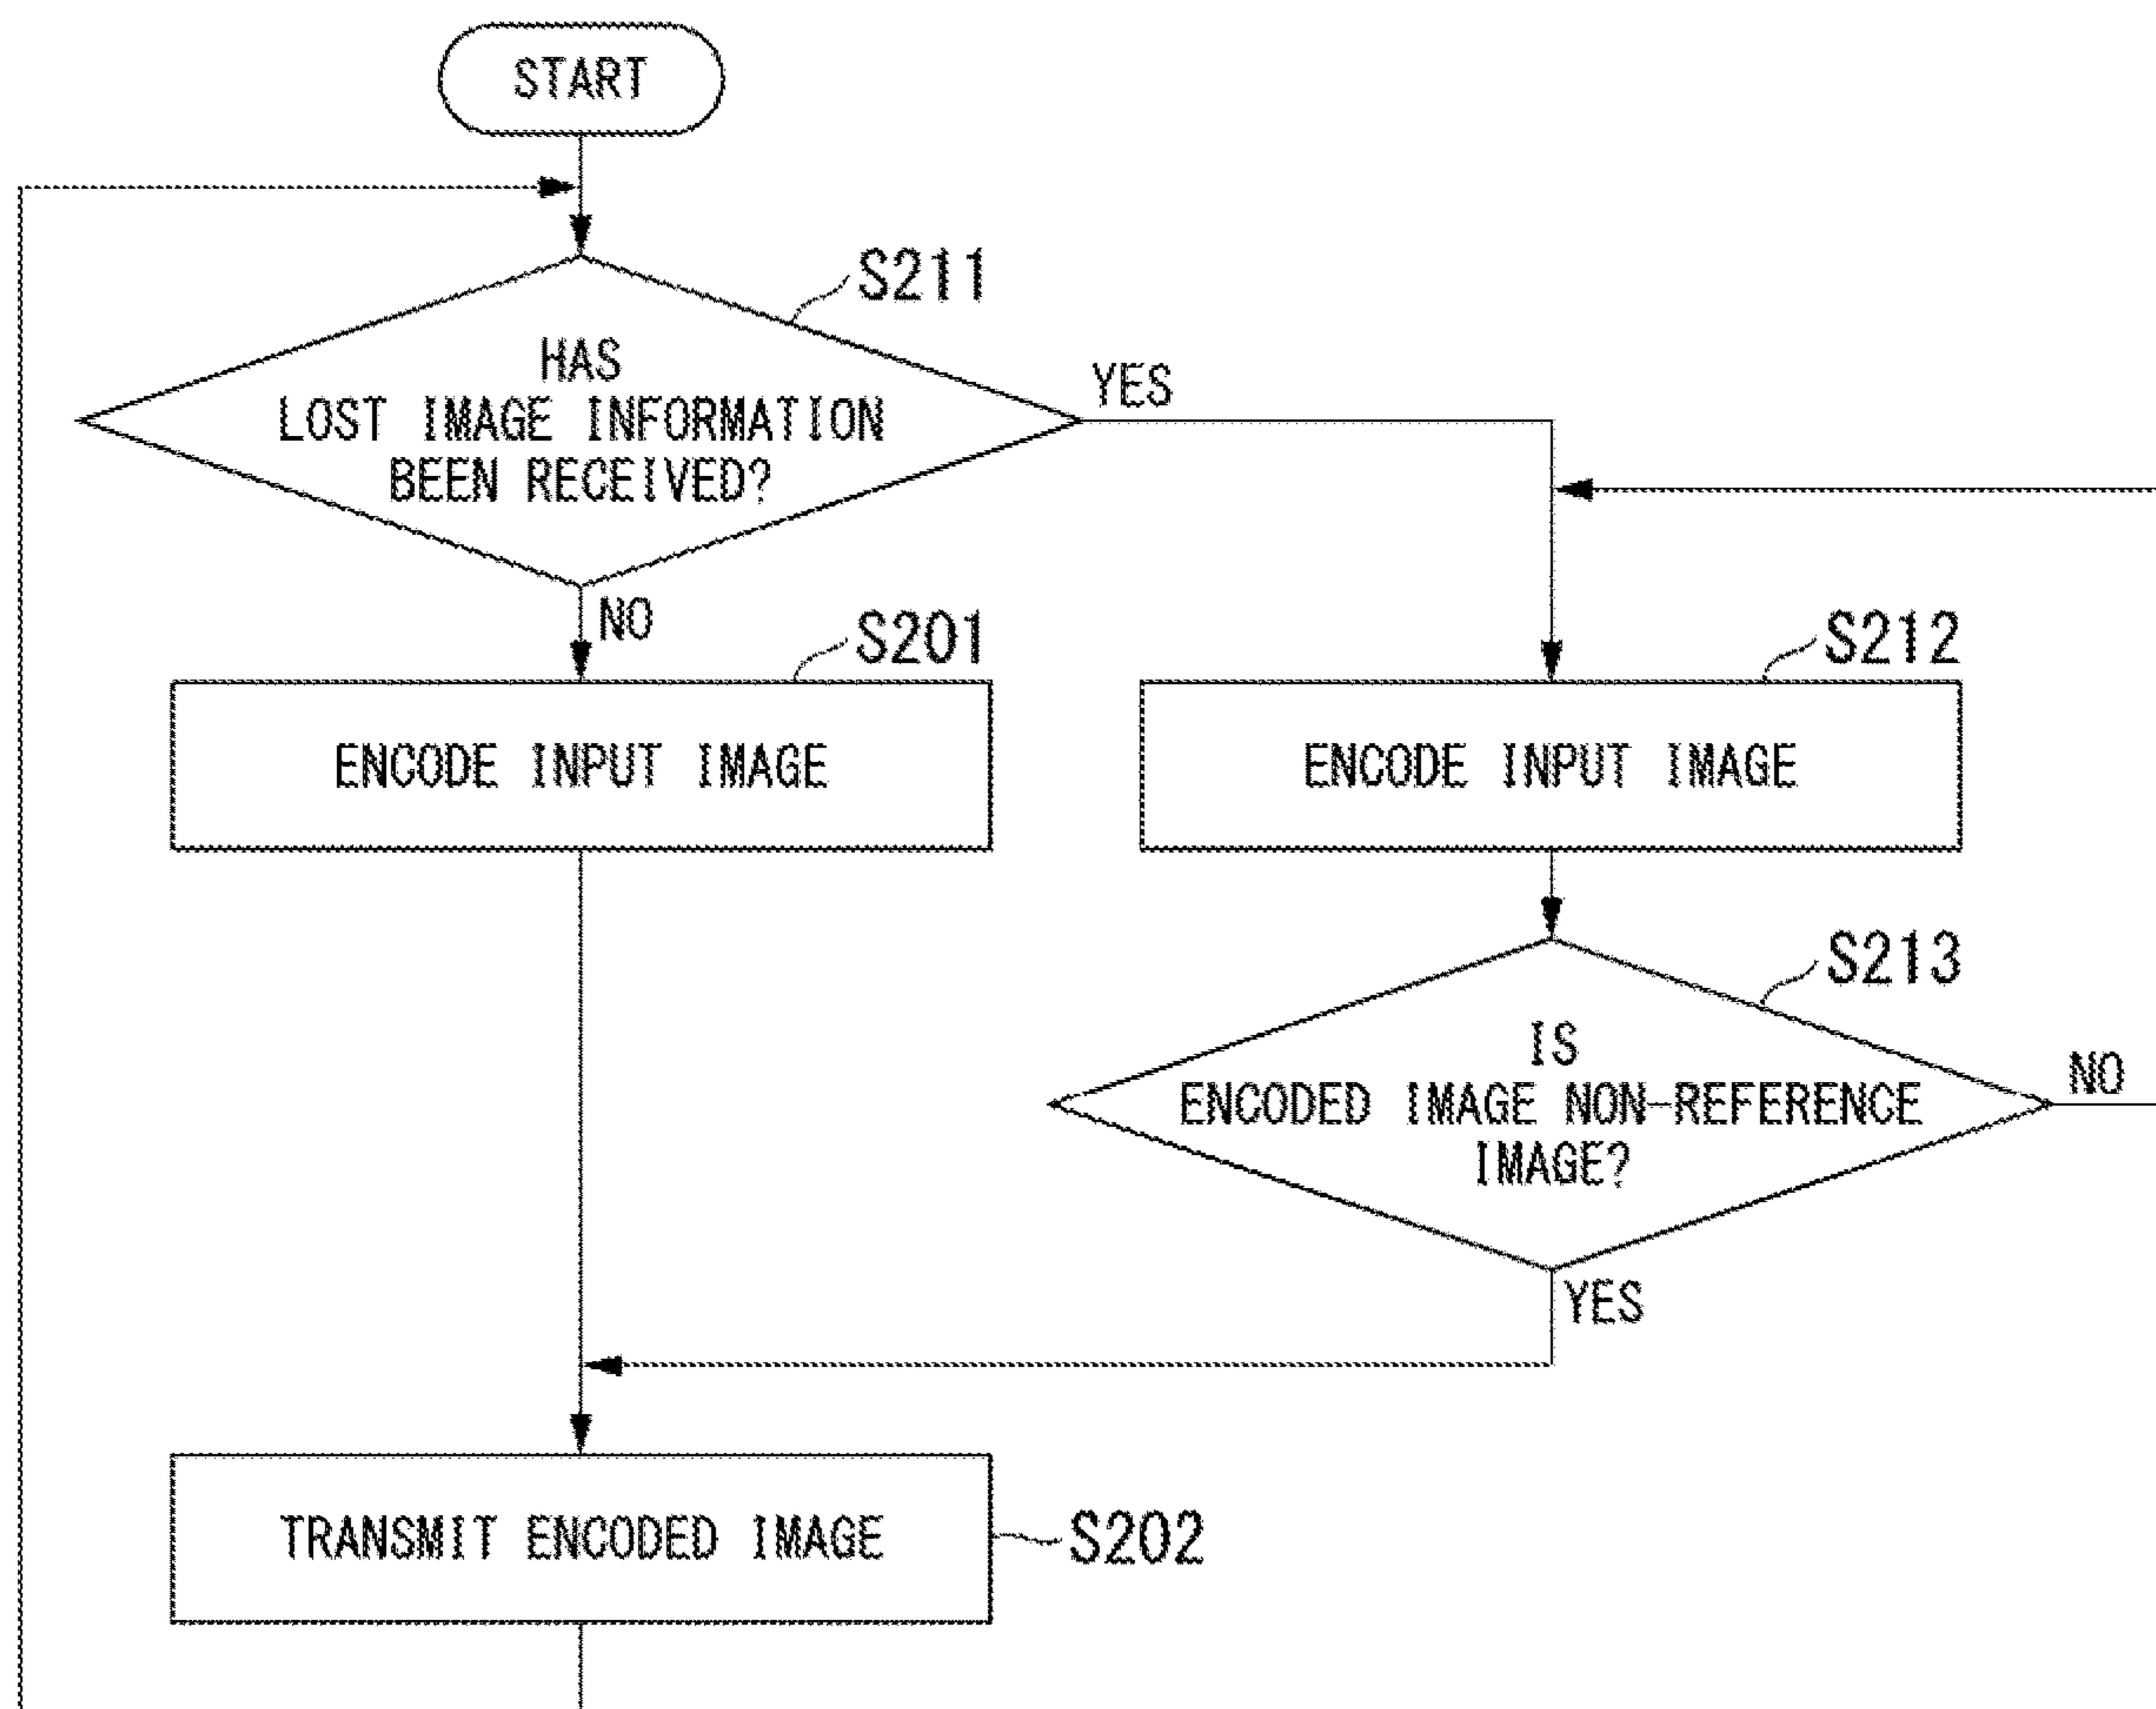 START
S211
HAS
LOST IMAGE INFORMATION
BEEN RECEIVED?
YES
NO
S201
ENCODE INPUT IMAGE
S212
ENCODE INPUT IMAGE
S213
IS
ENCODED IMAGE NON-REFERENCE
IMAGE?
NO
YES
TRANSMIT ENCODED IMAGE
S202